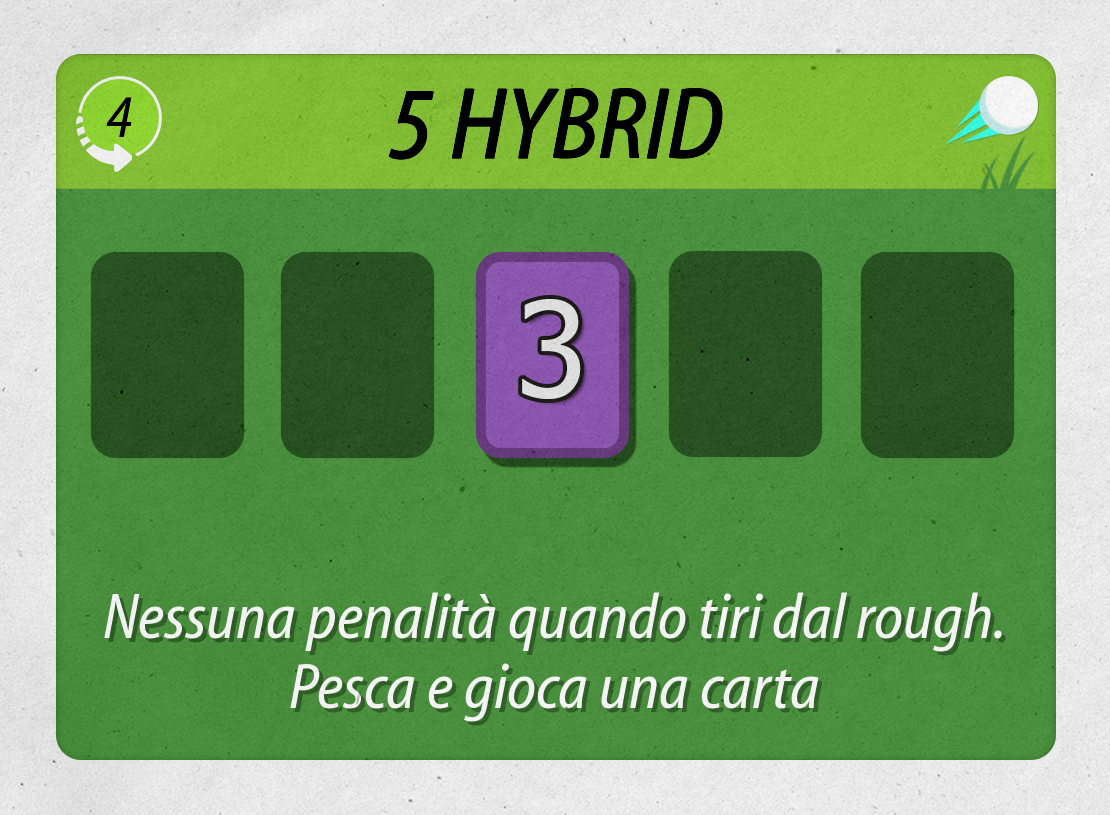 4
5 HYBRID
3
Nessuna penalità quando tiri dal rough.
Pesca e gioca una carta